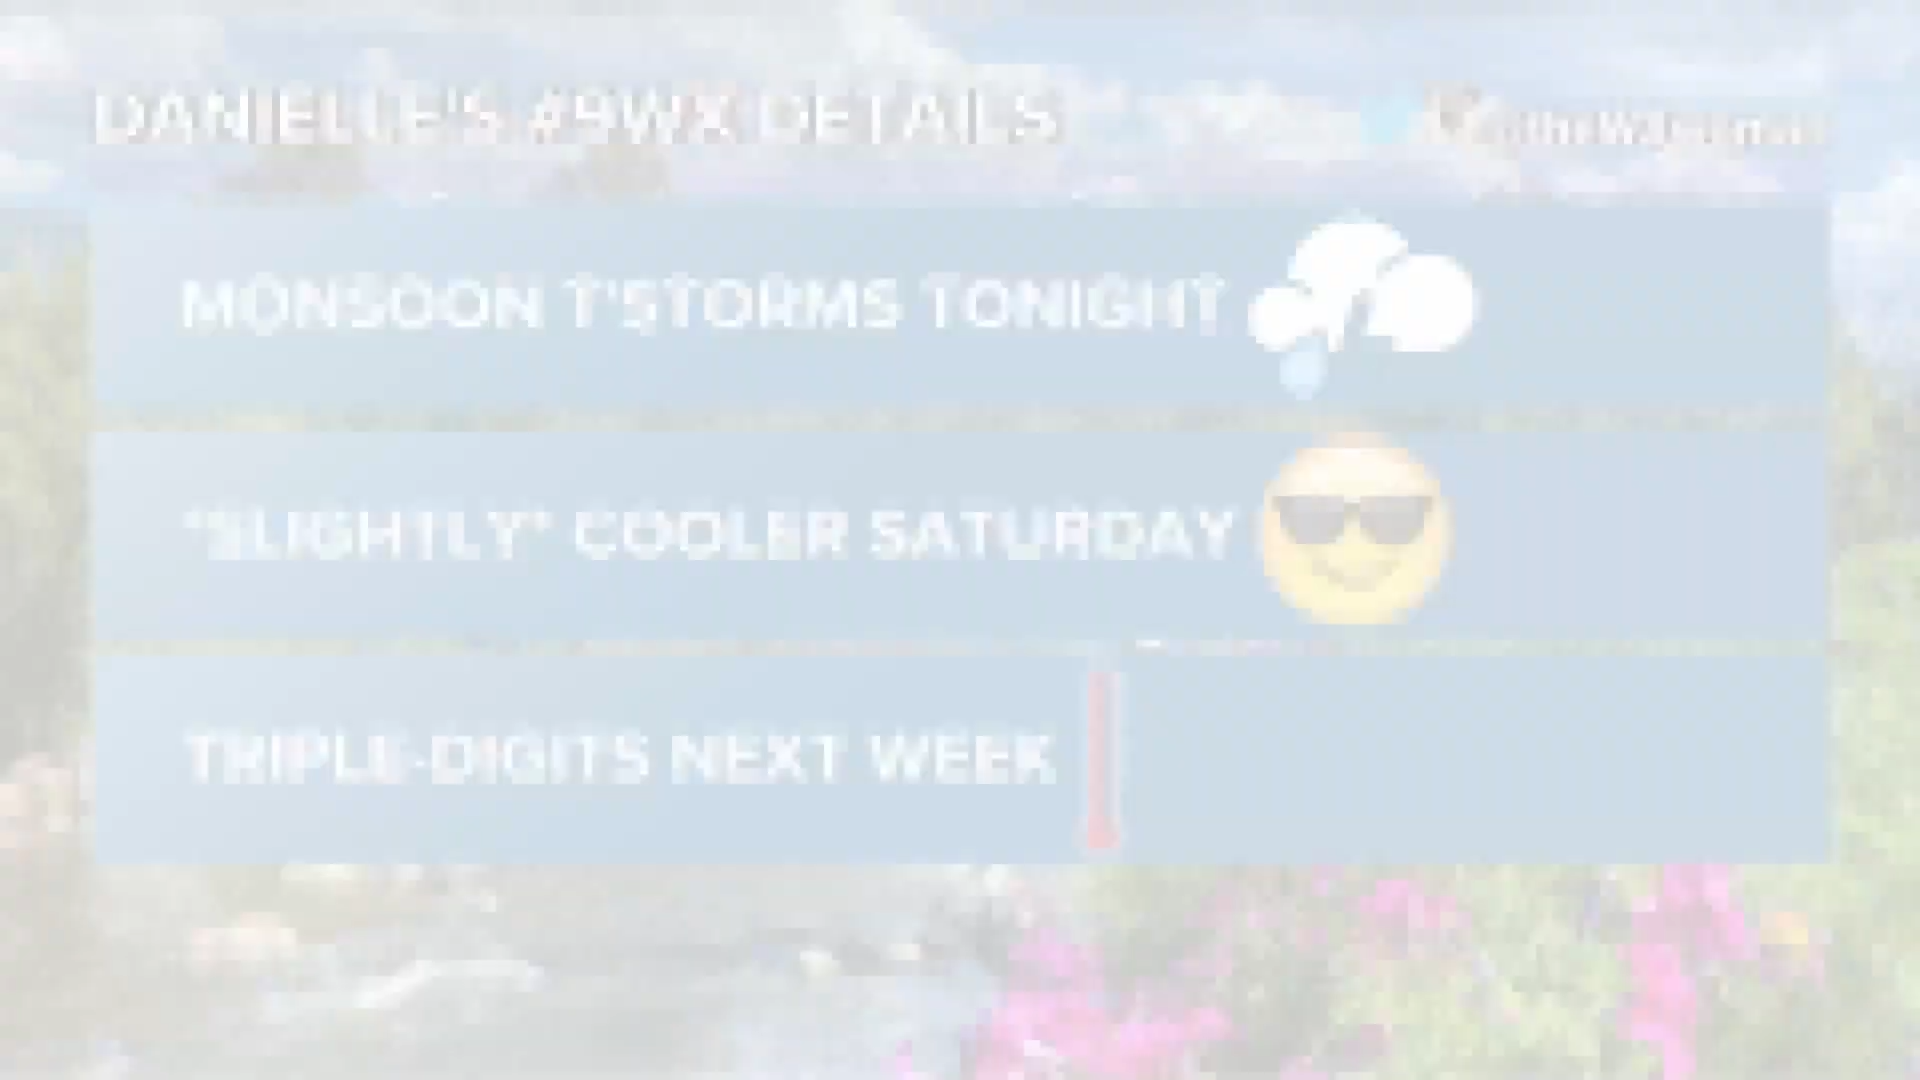 DANIELLE'S #9WX DETAILS
MONSOON T'STORMS TONIGHT
"SLIGHTLY" COOLER SATURDAY
TRIPLE-DIGITS NEXT WEEK